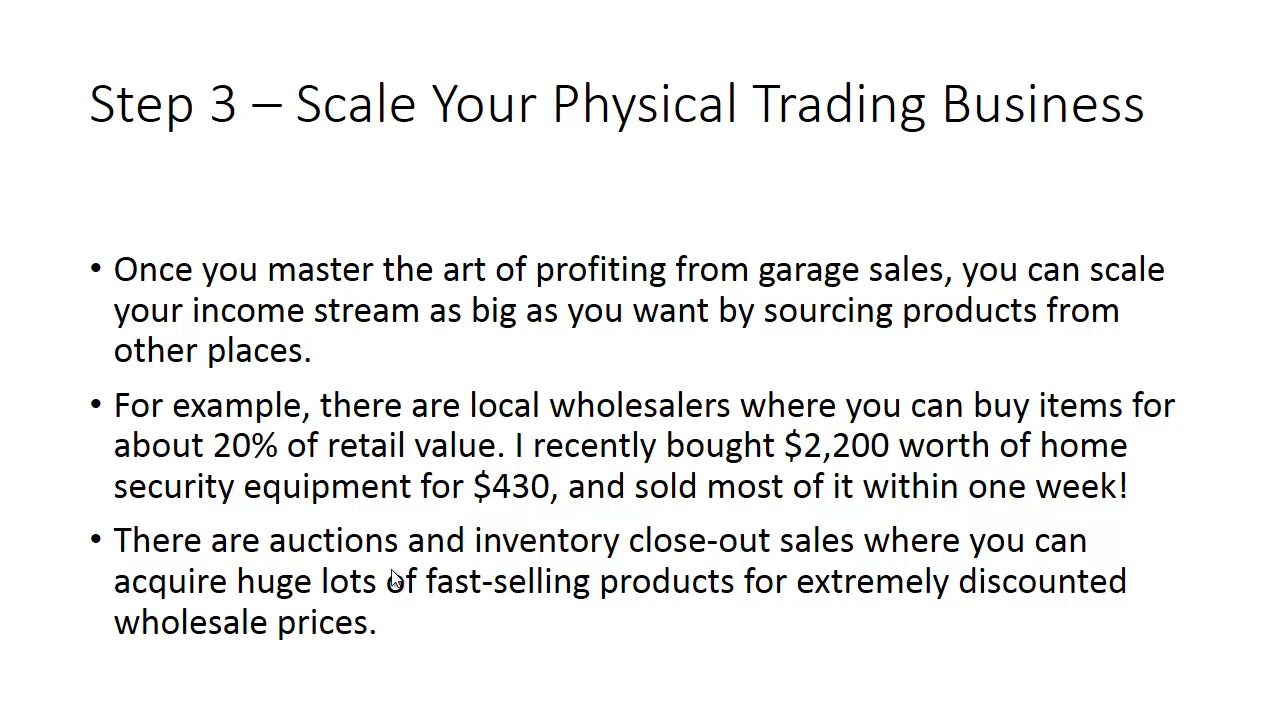 Step 3 – Scale Your Physical Trading Business
• Once you master the art of profiting from garage sales, you can scale
your income stream as big as you want by sourcing products from
other places.
• For example, there are local wholesalers where you can buy items for
about 20% of retail value. I recently bought $2,200 worth of home
security equipment for $430, and sold most of it within one week!
• There are auctions and inventory close-out sales where you can
acquire huge lots of fast-selling products for extremely discounted
wholesale prices.